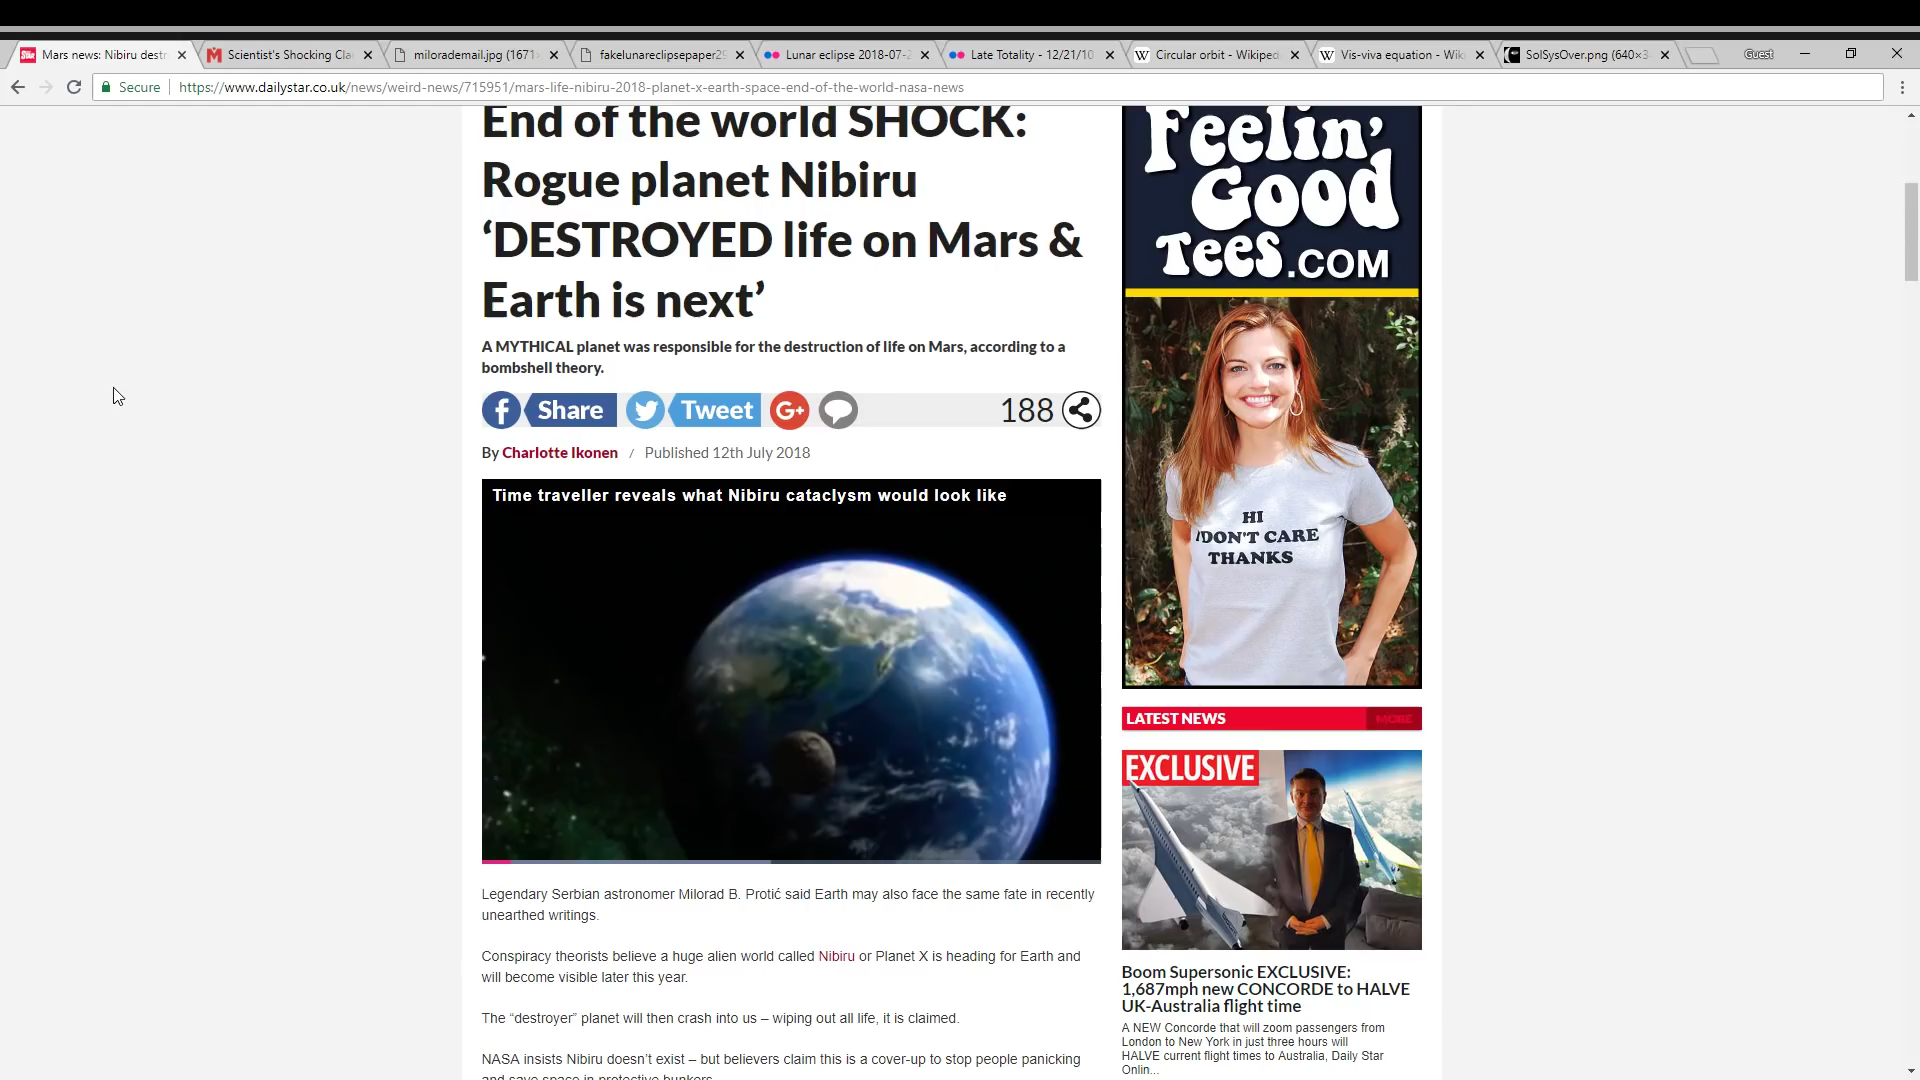 Mars news: Nibiru destr
Scientist's Shocking Cla
milorademail.jpg (1671
fakelunareclipsepaper29
Lunar eclipse 2018-07-2
Late Totality - 12/21/10
Circular orbit - Wikiped
Vis-viva equation - Wik
SolSysOver.png (640×3
Guest
Secure
https://www.dailystar.co.uk/news/weird-news/715951/mars-life-nibiru-2018-planet-x-earth-space-end-of-the-world-nasa-news
End of the world SHOCK:
Rogue planet Nibiru
‘DESTROYED life on Mars &
Earth is next’
A MYTHICAL planet was responsible for the destruction of life on Mars, according to a
bombshell theory.
Share
Tweet
G+
188
By Charlotte Ikonen / Published 12th July 2018
Time traveller reveals what Nibiru cataclysm would look like
Legendary Serbian astronomer Milorad B. Protić said Earth may also face the same fate in recently
unearthed writings.
Conspiracy theorists believe a huge alien world called Nibiru or Planet X is heading for Earth and
will become visible later this year.
The “destroyer” planet will then crash into us – wiping out all life, it is claimed.
NASA insists Nibiru doesn’t exist – but believers claim this is a cover-up to stop people panicking
and save space in protective bunkers.
Feelin’
Good
Tees.COM
HI
I DON'T CARE
THANKS
LATEST NEWS
MORE
EXCLUSIVE
Boom Supersonic EXCLUSIVE:
1,687mph new CONCORDE to HALVE
UK-Australia flight time
A NEW Concorde that will zoom passengers from
London to New York in just three hours will
HALVE current flight times to Australia, Daily Star
Onlin...